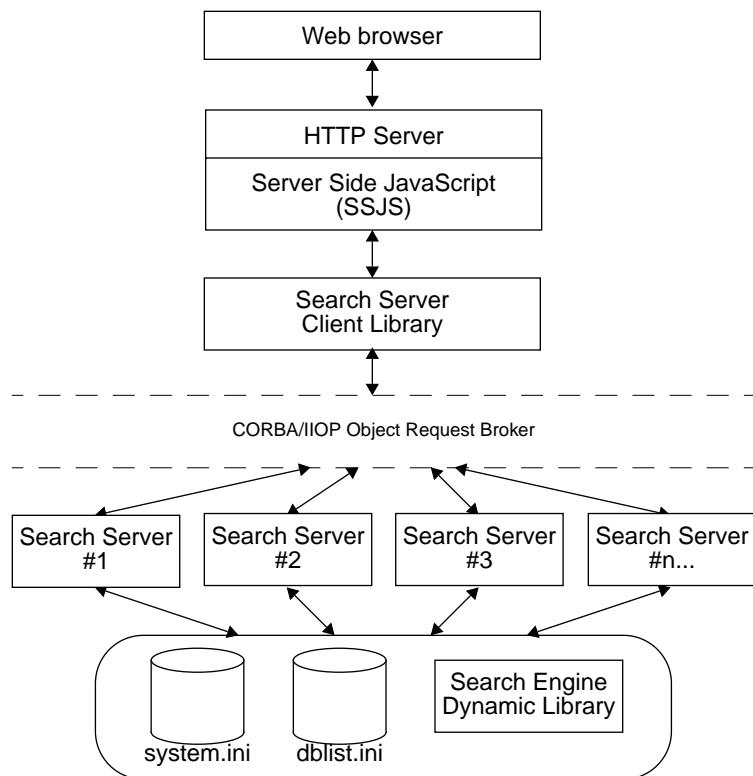 Web browser
HTTP Server
Server Side JavaScript
(SSJS)
Search Server
Client Library
CORBA/IIOP Object Request Broker
Search Server
#1
Search Server
#2
Search Server
#3
Search Server
#n...
Search Engine
Dynamic Library
system.ini
dblist.ini